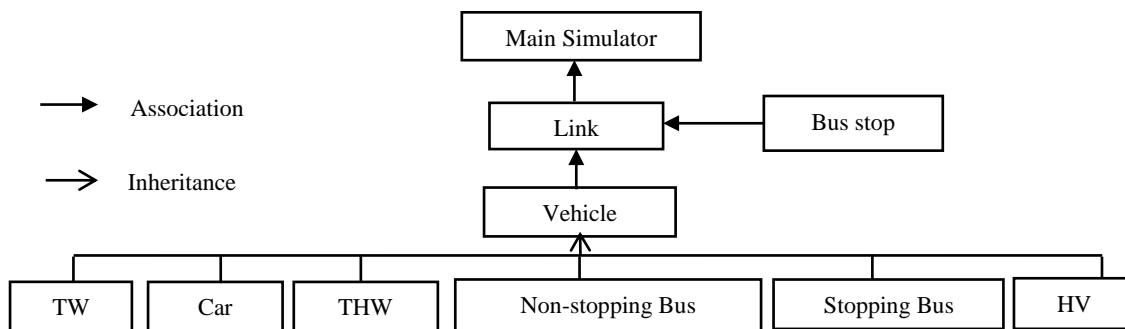 Main Simulator
Association
Link
Bus stop
Inheritance
Vehicle
TW
Car
THW
Non-stopping Bus
Stopping Bus
HV